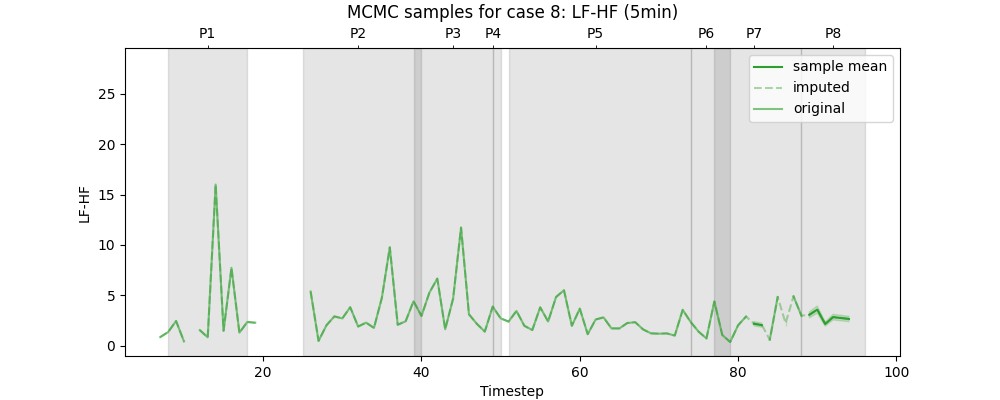 MCMC samples for case 8: LF-HF (5min)
P1 P2 P3 P4 P5 P6 P7 P8
sample mean
imputed
original
25
20
15
10
5
0
LF-HF
20 40 60 80 100
Timestep